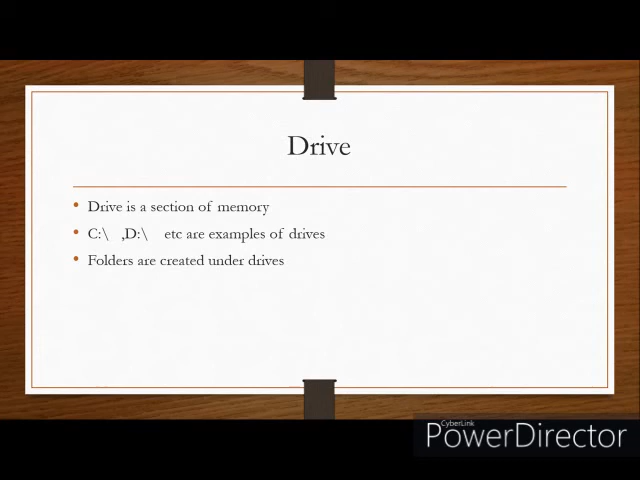 Drive
• Drive is a section of memory
• C:\ ,D:\ etc are examples of drives
• Folders are created under drives
CyberLink
PowerDirector